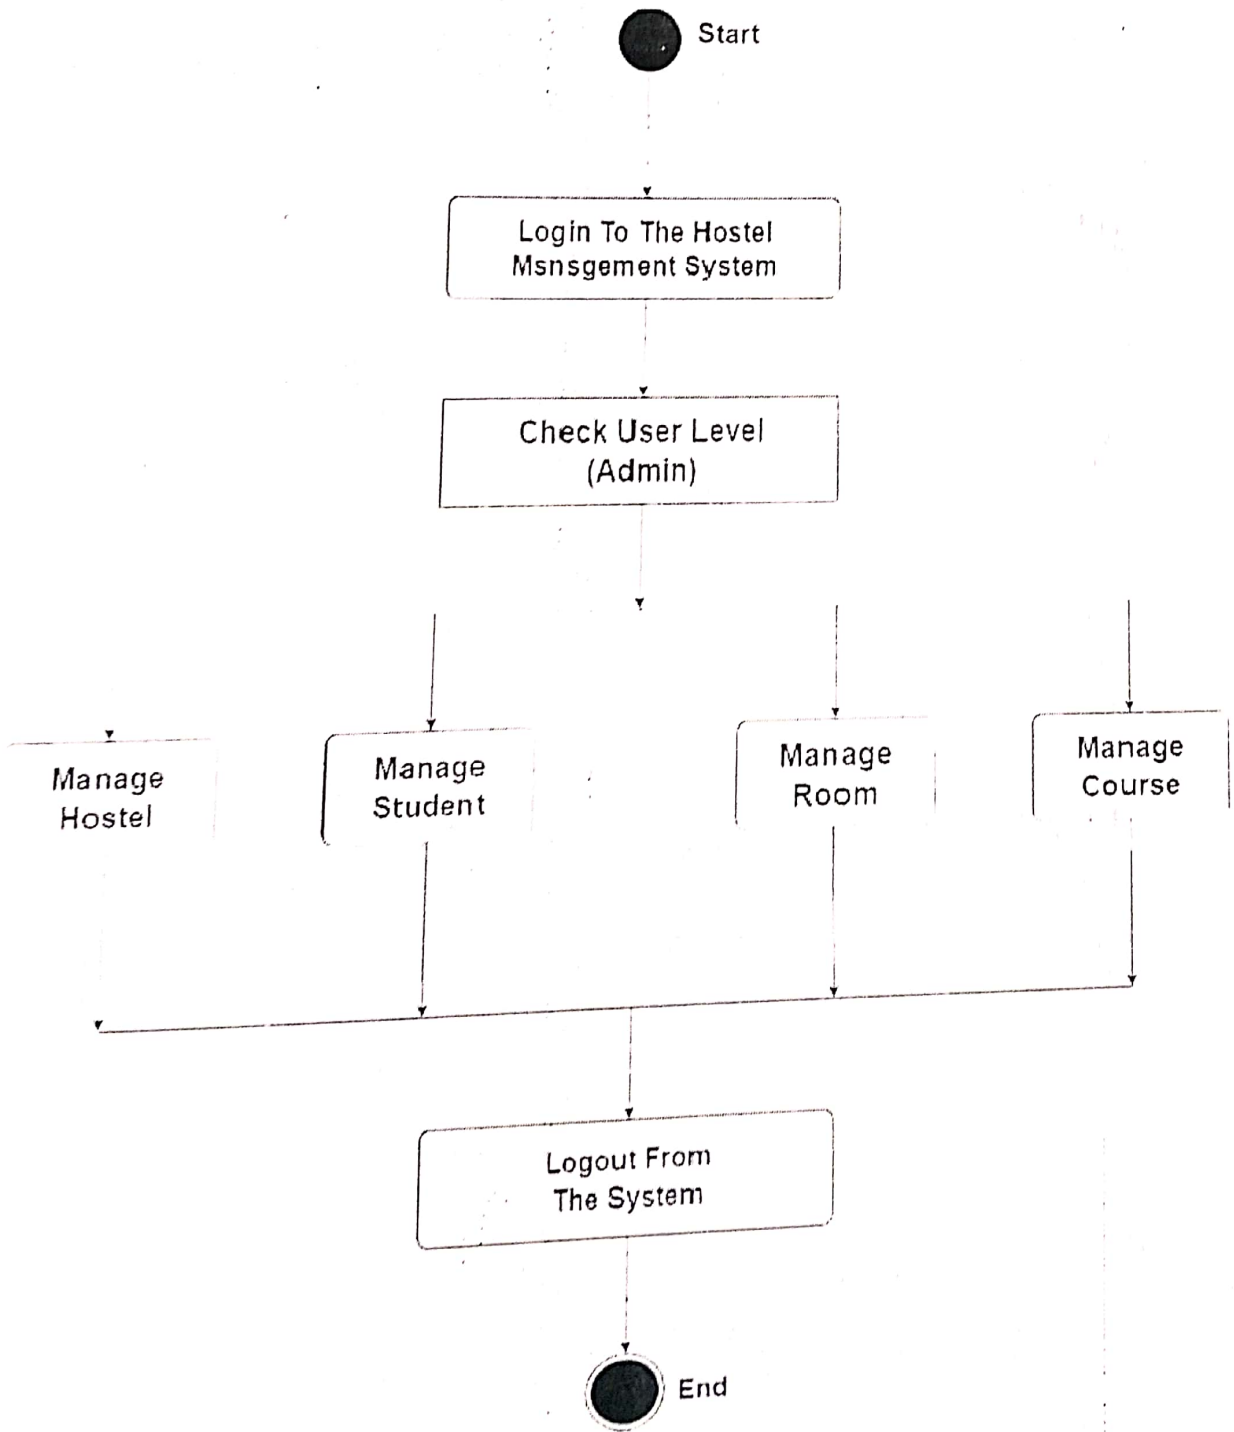 Start
Login To The Hostel
Msnsgement System
Check User Level
(Admin)
Manage
Hostel
Manage
Student
Manage
Room
Manage
Course
Logout From
The System
End